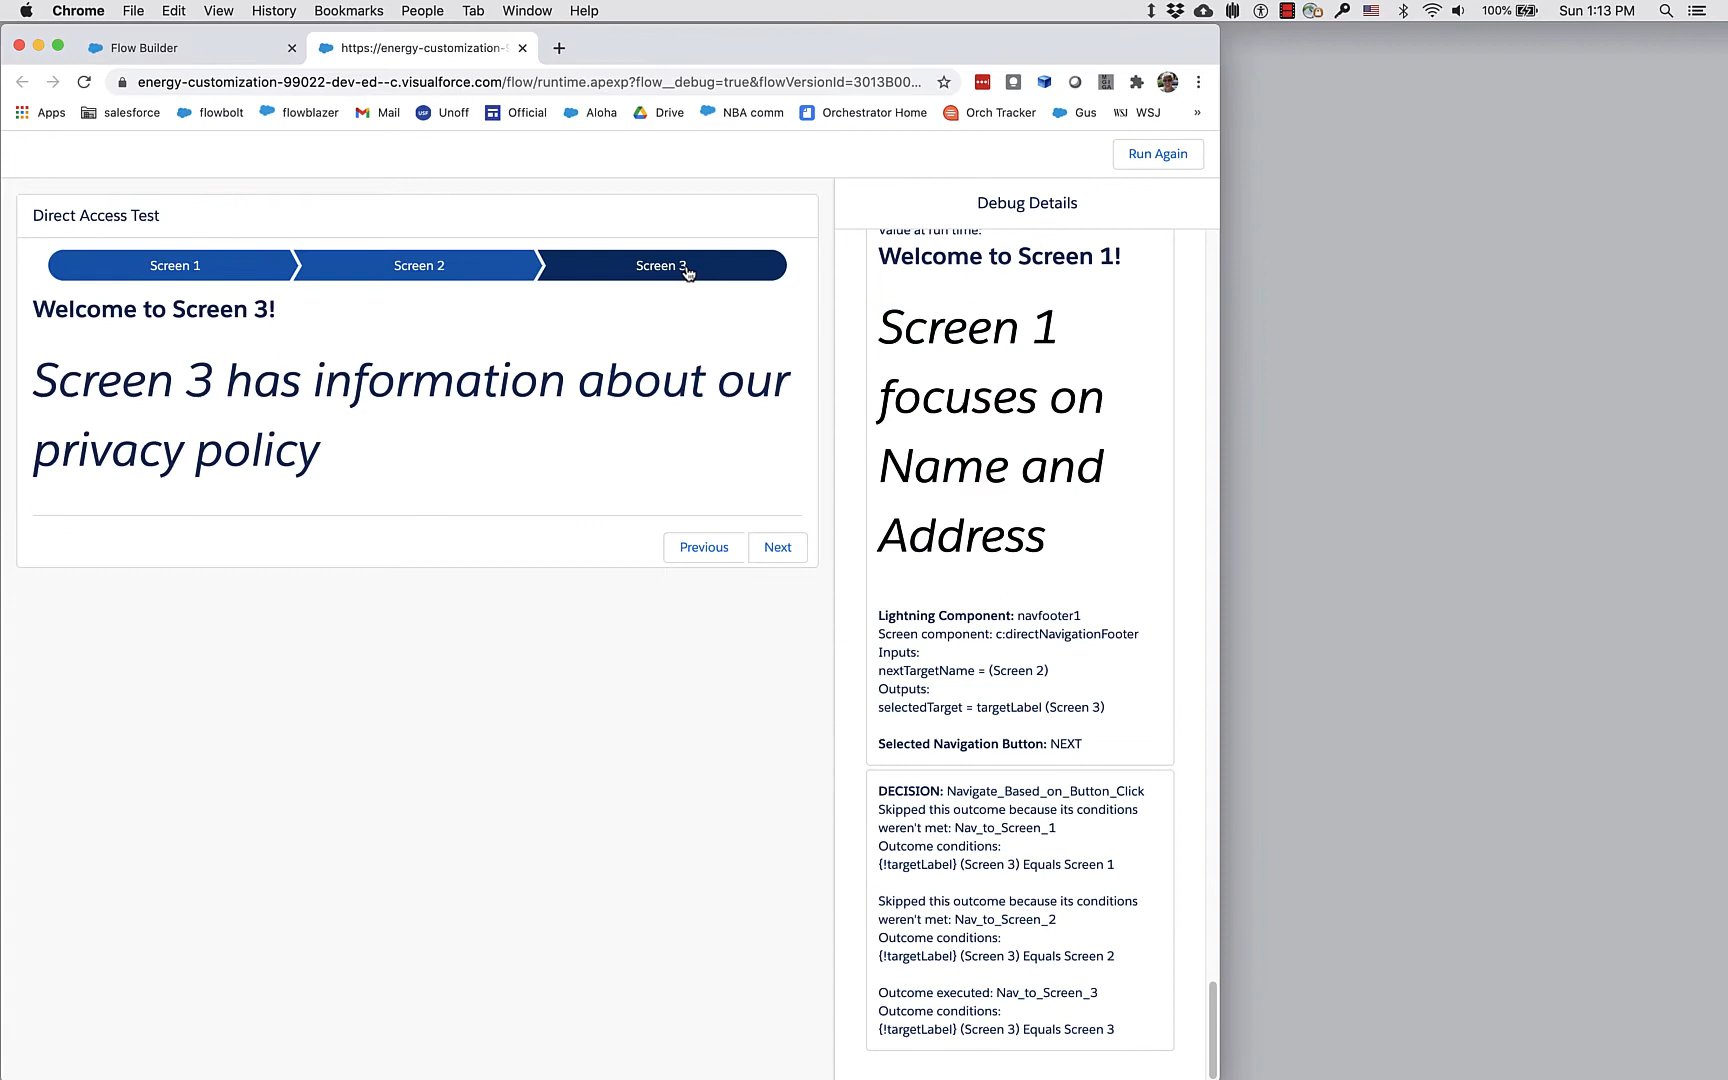 Chrome File Edit View History Bookmarks People Tab Window Help 100% Sun 1:13 PM
Flow Builder
https://energy-customization-9
energy-customization-99022-dev-ed--c.visualforce.com/flow/runtime.apexp?flow__debug=true&flowVersionId=3013B00...
Apps salesforce flowbolt flowblazer Mail Unoff Official Aloha Drive NBA comm Orchestrator Home Orch Tracker Gus WSJ WSJ »
Run Again
Direct Access Test
Screen 1 Screen 2 Screen 3
Welcome to Screen 3!
Screen 3 has information about our
privacy policy
Previous Next
Debug Details
value at run time:
Welcome to Screen 1!
Screen 1
focuses on
Name and
Address
Lightning Component: navfooter1
Screen component: c:directNavigationFooter
Inputs:
nextTargetName = (Screen 2)
Outputs:
selectedTarget = targetLabel (Screen 3)
Selected Navigation Button: NEXT
DECISION: Navigate_Based_on_Button_Click
Skipped this outcome because its conditions
weren't met: Nav_to_Screen_1
Outcome conditions:
{!targetLabel} (Screen 3) Equals Screen 1
Skipped this outcome because its conditions
weren't met: Nav_to_Screen_2
Outcome conditions:
{!targetLabel} (Screen 3) Equals Screen 2
Outcome executed: Nav_to_Screen_3
Outcome conditions:
{!targetLabel} (Screen 3) Equals Screen 3